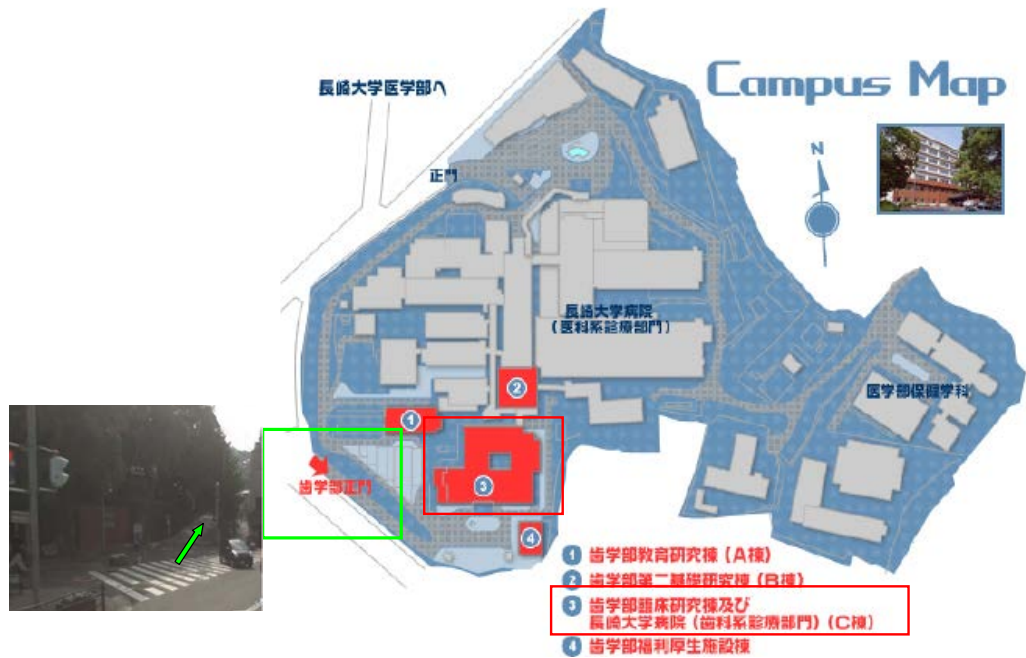 Campus Map
長崎大学医学部へ
N
正門
長崎大学病院
(医科系診療部門)
医学部保健学科
2
1
3
歯学部正門
4
1 歯学部教育研究棟 (A棟)
2 歯学部第二基礎研究棟 (B棟)
3 歯学部臨床研究棟及び
長崎大学病院 (歯科系診療部門) (C棟)
4 歯学部福利厚生施設棟